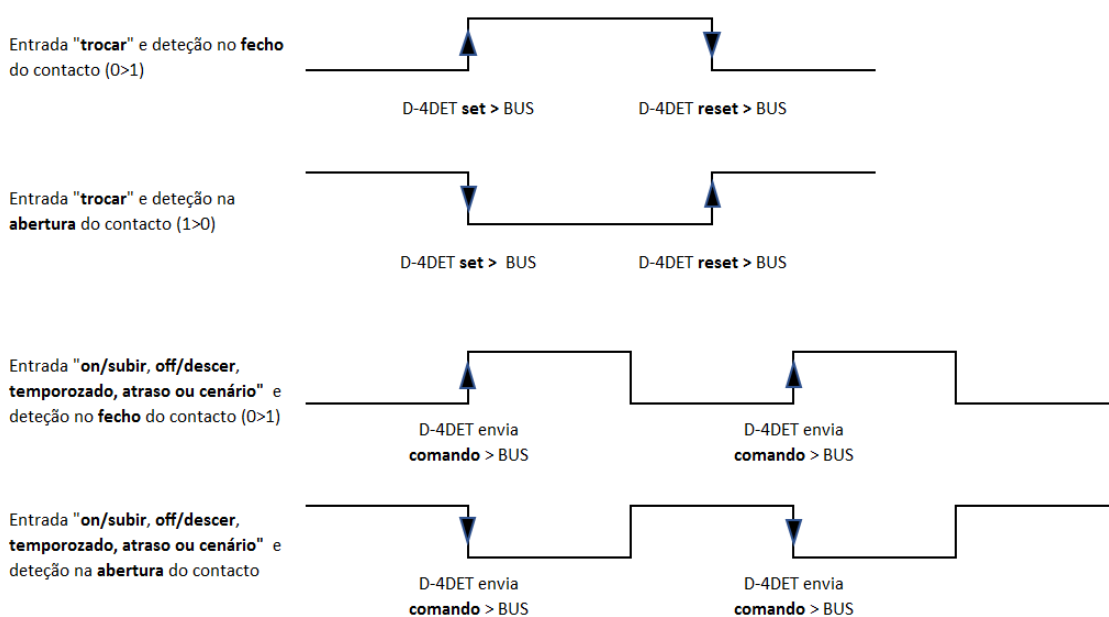 Entrada "trocar" e deteção no fecho
do contacto (0>1)
D-4DET set > BUS
D-4DET reset > BUS
Entrada "trocar" e deteção na
abertura do contacto (1>0)
D-4DET set >  BUS
D-4DET reset > BUS
Entrada "on/subir, off/descer,
temporozado, atraso ou cenário"  e
deteção no fecho do contacto (0>1)
D-4DET envia
comando > BUS
D-4DET envia
comando > BUS
Entrada "on/subir, off/descer,
temporozado, atraso ou cenário"  e
deteção na abertura do contacto
D-4DET envia
comando > BUS
D-4DET envia
comando > BUS